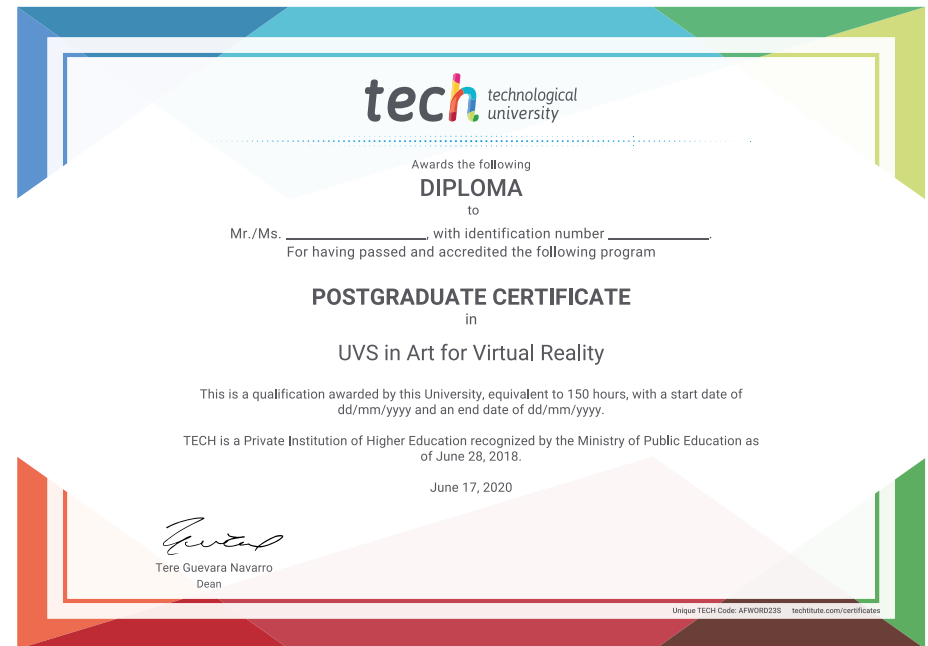 tech technological
university
Awards the following
DIPLOMA
to
Mr./Ms. ____________________, with identification number ______________.
For having passed and accredited the following program
POSTGRADUATE CERTIFICATE
in
UVS in Art for Virtual Reality
This is a qualification awarded by this University, equivalent to 150 hours, with a start date of
dd/mm/yyyy and an end date of dd/mm/yyyy.
TECH is a Private Institution of Higher Education recognized by the Ministry of Public Education as
of June 28, 2018.
June 17, 2020
Tere Guevara Navarro
Dean
Unique TECH Code: AFWORD23S techtitute.com/certificates